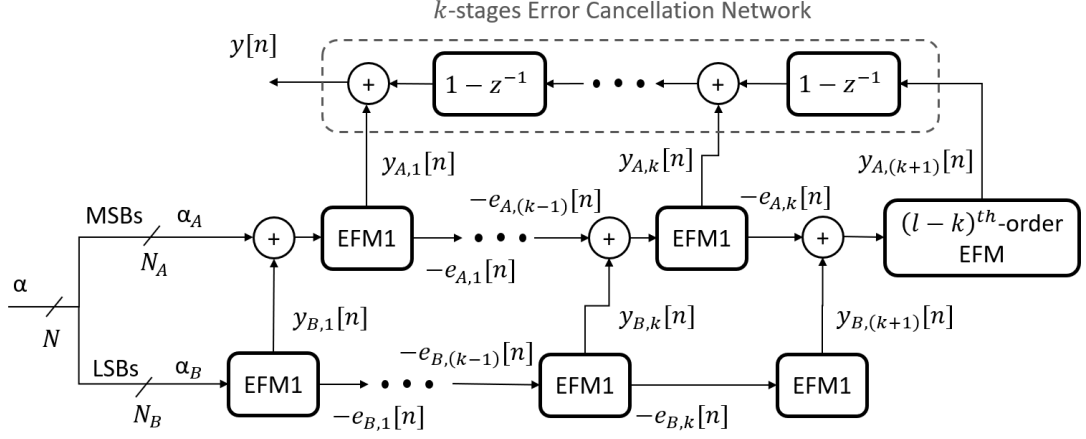 k-stages Error Cancellation Network
y[n]
+
1 − z⁻¹
• • •
+
1 − z⁻¹
y_{A,1}[n]
y_{A,k}[n]
y_{A,(k+1)}[n]
MSBs
α_A
N_A
+
EFM1
−e_{A,(k−1)}[n]
• • •
−e_{A,1}[n]
+
EFM1
−e_{A,k}[n]
+
(l − k)^{th}-order
EFM
α
N
y_{B,1}[n]
y_{B,k}[n]
y_{B,(k+1)}[n]
LSBs
α_B
N_B
EFM1
−e_{B,(k−1)}[n]
• • •
−e_{B,1}[n]
EFM1
−e_{B,k}[n]
EFM1